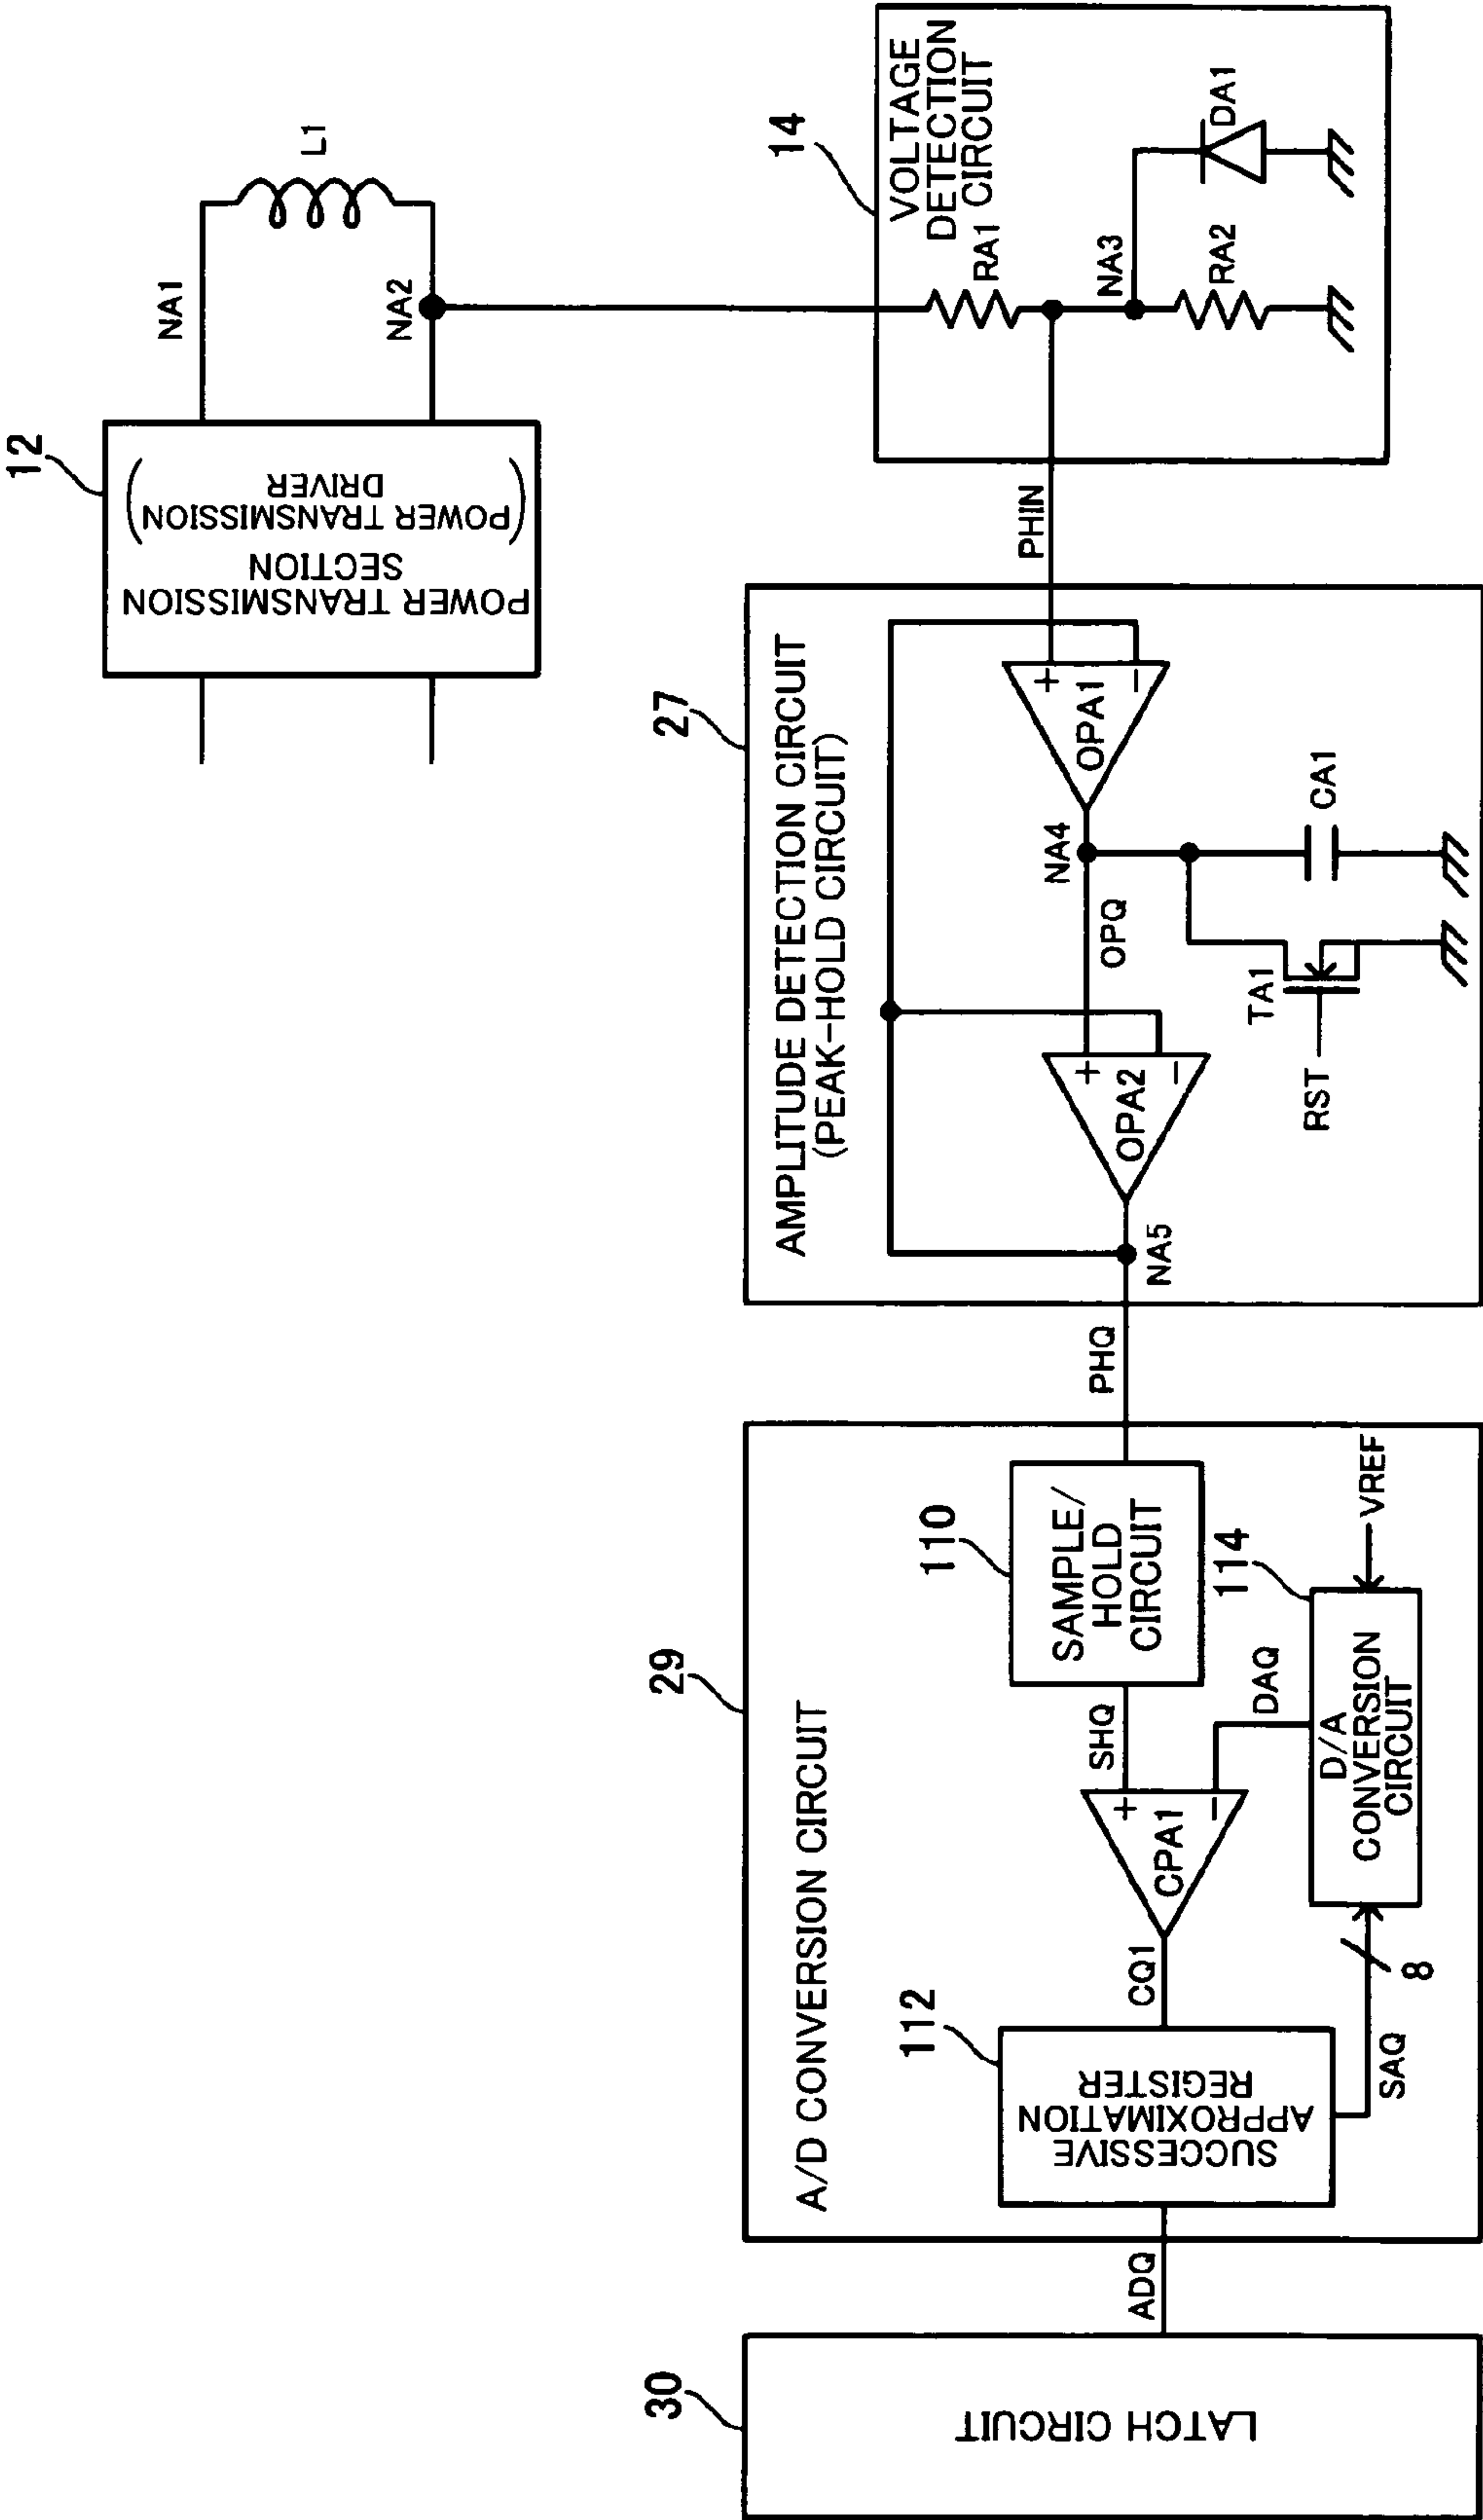 12
POWER TRANSMISSION
SECTION
(POWER TRANSMISSION
DRIVER)
NA1
NA2
L1
30
LATCH CIRCUIT
ADQ
29
A/D CONVERSION CIRCUIT
112
SUCCESSIVE
APPROXIMATION
REGISTER
SAQ
8
CQ1
CPA1
+
−
SHQ
DAQ
110
SAMPLE/
HOLD
CIRCUIT
114
D/A
CONVERSION
CIRCUIT
VREF
PHQ
27
AMPLITUDE DETECTION CIRCUIT
(PEAK-HOLD CIRCUIT)
NA5
OPA2
+
−
OPQ
NA4
RST
TA1
CA1
OPA1
+
−
PHIN
14
VOLTAGE
DETECTION
CIRCUIT
RA1
NA3
RA2
DA1